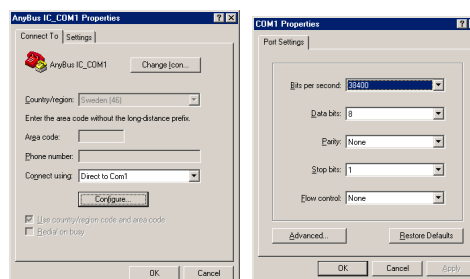 AnyBus IC_COM1 Properties
Connect To
Settings
AnyBus IC_COM1
Change Icon...
Country/region:
Sweden (46)
Enter the area code without the long-distance prefix.
Area code:
Phone number:
Connect using:
Direct to Com1
Configure...
Use country/region code and area code
Redial on busy
OK
Cancel
COM1 Properties
Port Settings
Bits per second:
38400
Data bits:
8
Parity:
None
Stop bits:
1
Flow control:
None
Advanced...
Restore Defaults
OK
Cancel
Apply